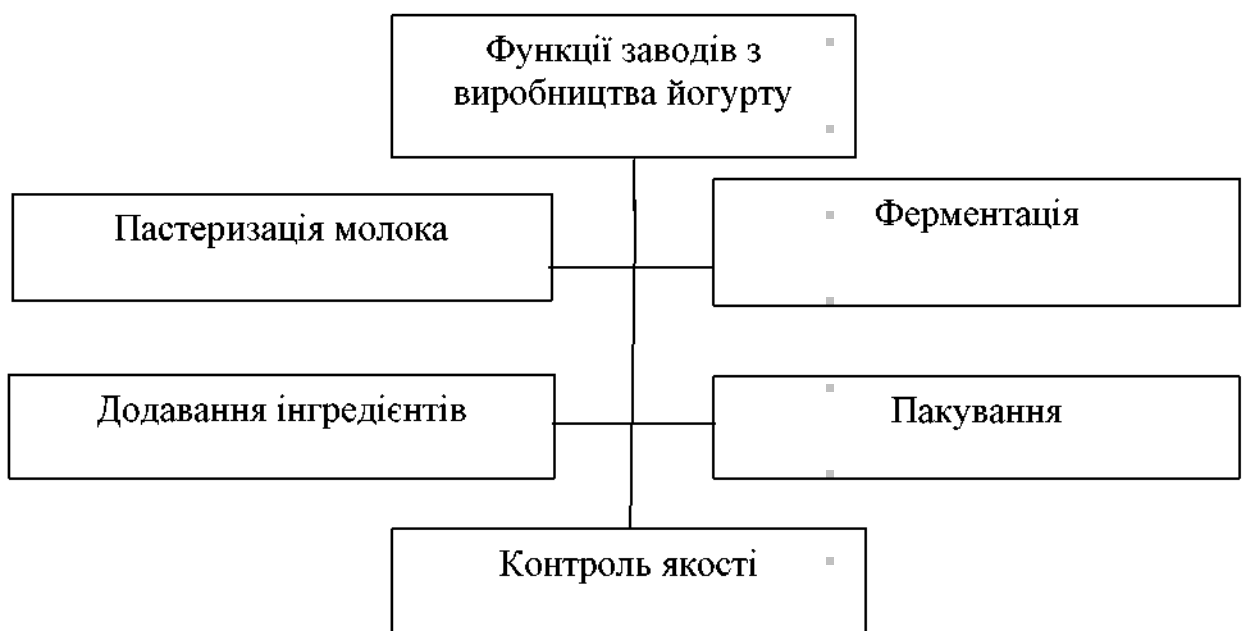 Функції заводів з
виробництва йогурту
Пастеризація молока
Ферментація
Додавання інгредієнтів
Пакування
Контроль якості